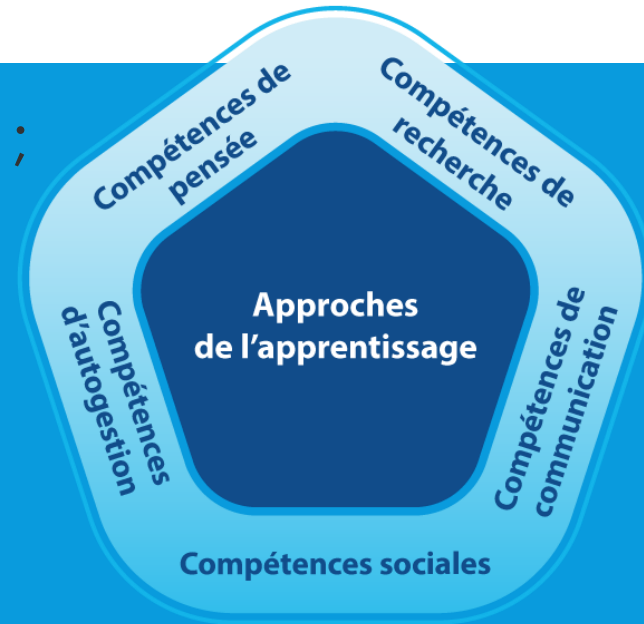 ;
Compétences de
pensée
Compétences de
recherche
Approches
de l’apprentissage
Compétences
d’autogestion
Compétences de
communication
Compétences sociales